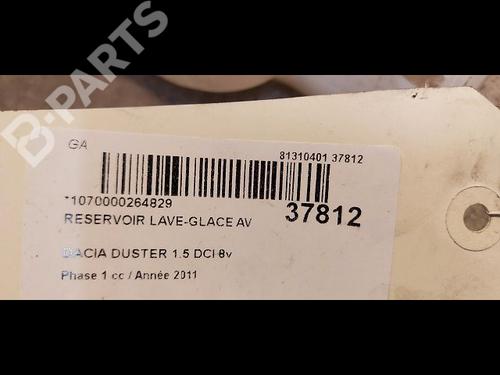 B-PARTS
GA
81310401 37812
*1070000264829
RESERVOIR LAVE-GLACE AV
37812
DACIA DUSTER 1.5 DCI 8v
Phase 1 cc / Année 2011